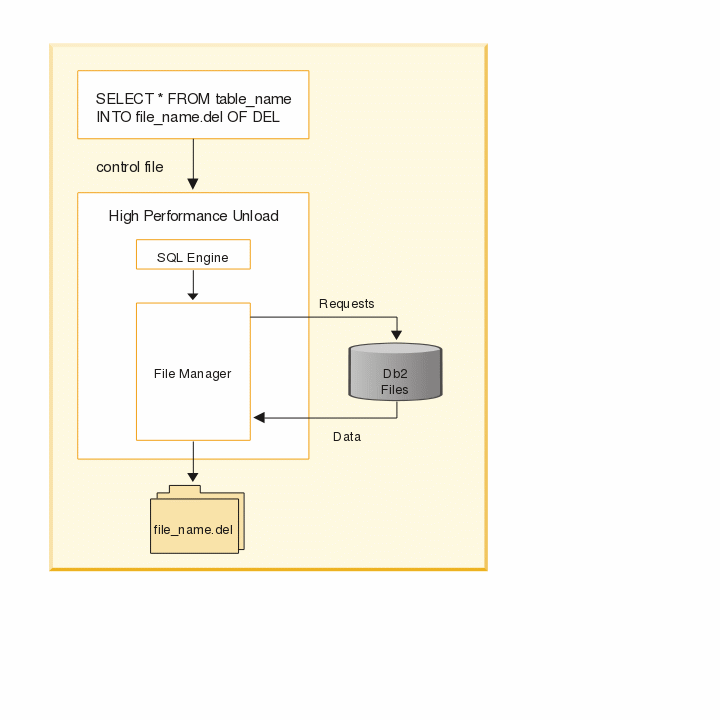 SELECT * FROM table_name
INTO file_name.del OF DEL
control file
High Performance Unload
SQL Engine
Requests
File Manager
Db2
Files
Data
file_name.del